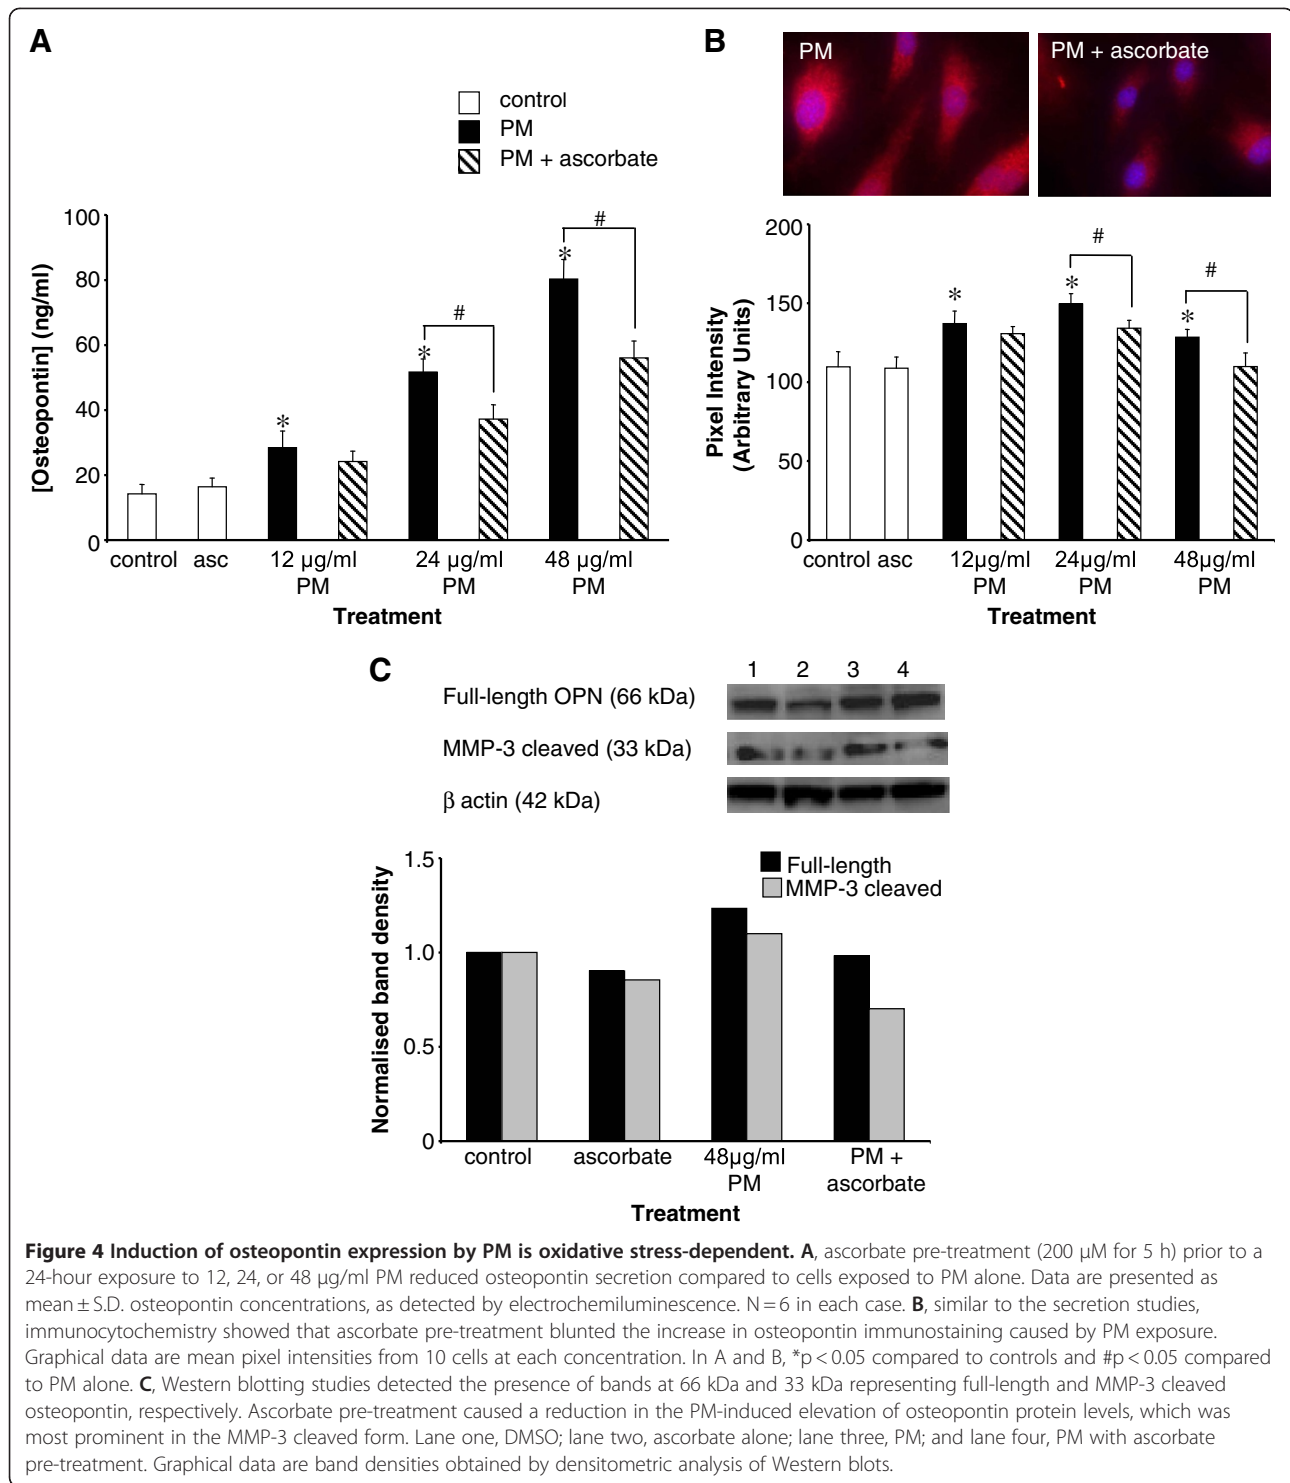 A
control
PM
PM + ascorbate
[Osteopontin] (ng/ml)
100
80
60
40
20
0
*
*
#
*
#
control asc 12 µg/ml PM 24 µg/ml PM 48 µg/ml PM
Treatment
B
PM
PM + ascorbate
Pixel Intensity
(Arbitrary Units)
200
150
100
50
0
*
*
#
*
#
control asc 12µg/ml PM 24µg/ml PM 48µg/ml PM
Treatment
C
1 2 3 4
Full-length OPN (66 kDa)
MMP-3 cleaved (33 kDa)
β actin (42 kDa)
Normalised band density
1.5
1.0
0.5
0
Full-length
MMP-3 cleaved
control ascorbate 48µg/ml PM PM + ascorbate
Treatment
Figure 4 Induction of osteopontin expression by PM is oxidative stress-dependent. A, ascorbate pre-treatment (200 µM for 5 h) prior to a
24-hour exposure to 12, 24, or 48 µg/ml PM reduced osteopontin secretion compared to cells exposed to PM alone. Data are presented as
mean ± S.D. osteopontin concentrations, as detected by electrochemiluminescence. N = 6 in each case. B, similar to the secretion studies,
immunocytochemistry showed that ascorbate pre-treatment blunted the increase in osteopontin immunostaining caused by PM exposure.
Graphical data are mean pixel intensities from 10 cells at each concentration. In A and B, *p < 0.05 compared to controls and #p < 0.05 compared
to PM alone. C, Western blotting studies detected the presence of bands at 66 kDa and 33 kDa representing full-length and MMP-3 cleaved
osteopontin, respectively. Ascorbate pre-treatment caused a reduction in the PM-induced elevation of osteopontin protein levels, which was
most prominent in the MMP-3 cleaved form. Lane one, DMSO; lane two, ascorbate alone; lane three, PM; and lane four, PM with ascorbate
pre-treatment. Graphical data are band densities obtained by densitometric analysis of Western blots.